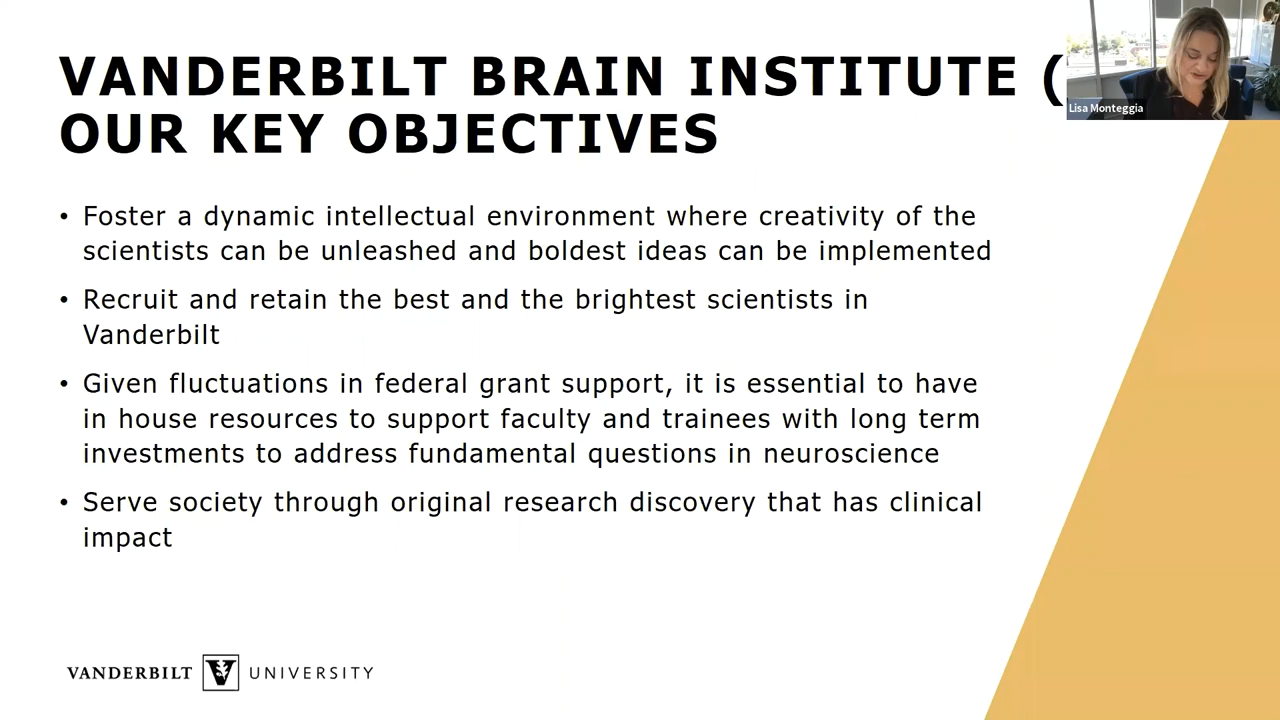 VANDERBILT BRAIN INSTITUTE (
OUR KEY OBJECTIVES
Lisa Monteggia
• Foster a dynamic intellectual environment where creativity of the
scientists can be unleashed and boldest ideas can be implemented
• Recruit and retain the best and the brightest scientists in
Vanderbilt
• Given fluctuations in federal grant support, it is essential to have
in house resources to support faculty and trainees with long term
investments to address fundamental questions in neuroscience
• Serve society through original research discovery that has clinical
impact
VANDERBILT V UNIVERSITY